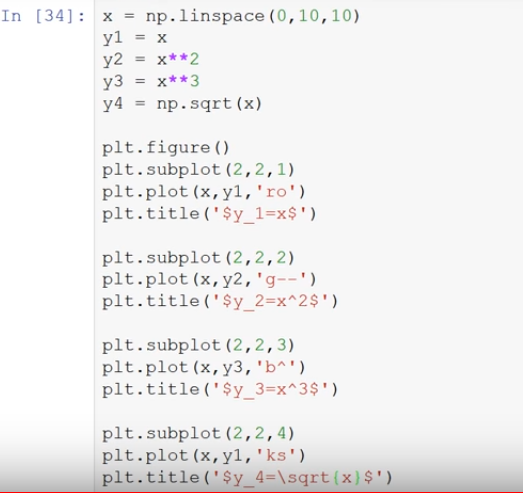 In [34]: x = np.linspace(0,10,10)
y1 = x
y2 = x**2
y3 = x**3
y4 = np.sqrt(x)
plt.figure()
plt.subplot(2,2,1)
plt.plot(x,y1,'ro')
plt.title('$y_1=x$')
plt.subplot(2,2,2)
plt.plot(x,y2,'g--')
plt.title('$y_2=x^2$')
plt.subplot(2,2,3)
plt.plot(x,y3,'b^')
plt.title('$y_3=x^3$')
plt.subplot(2,2,4)
plt.plot(x,y1,'ks')
plt.title('$y_4=\sqrt{x}$')